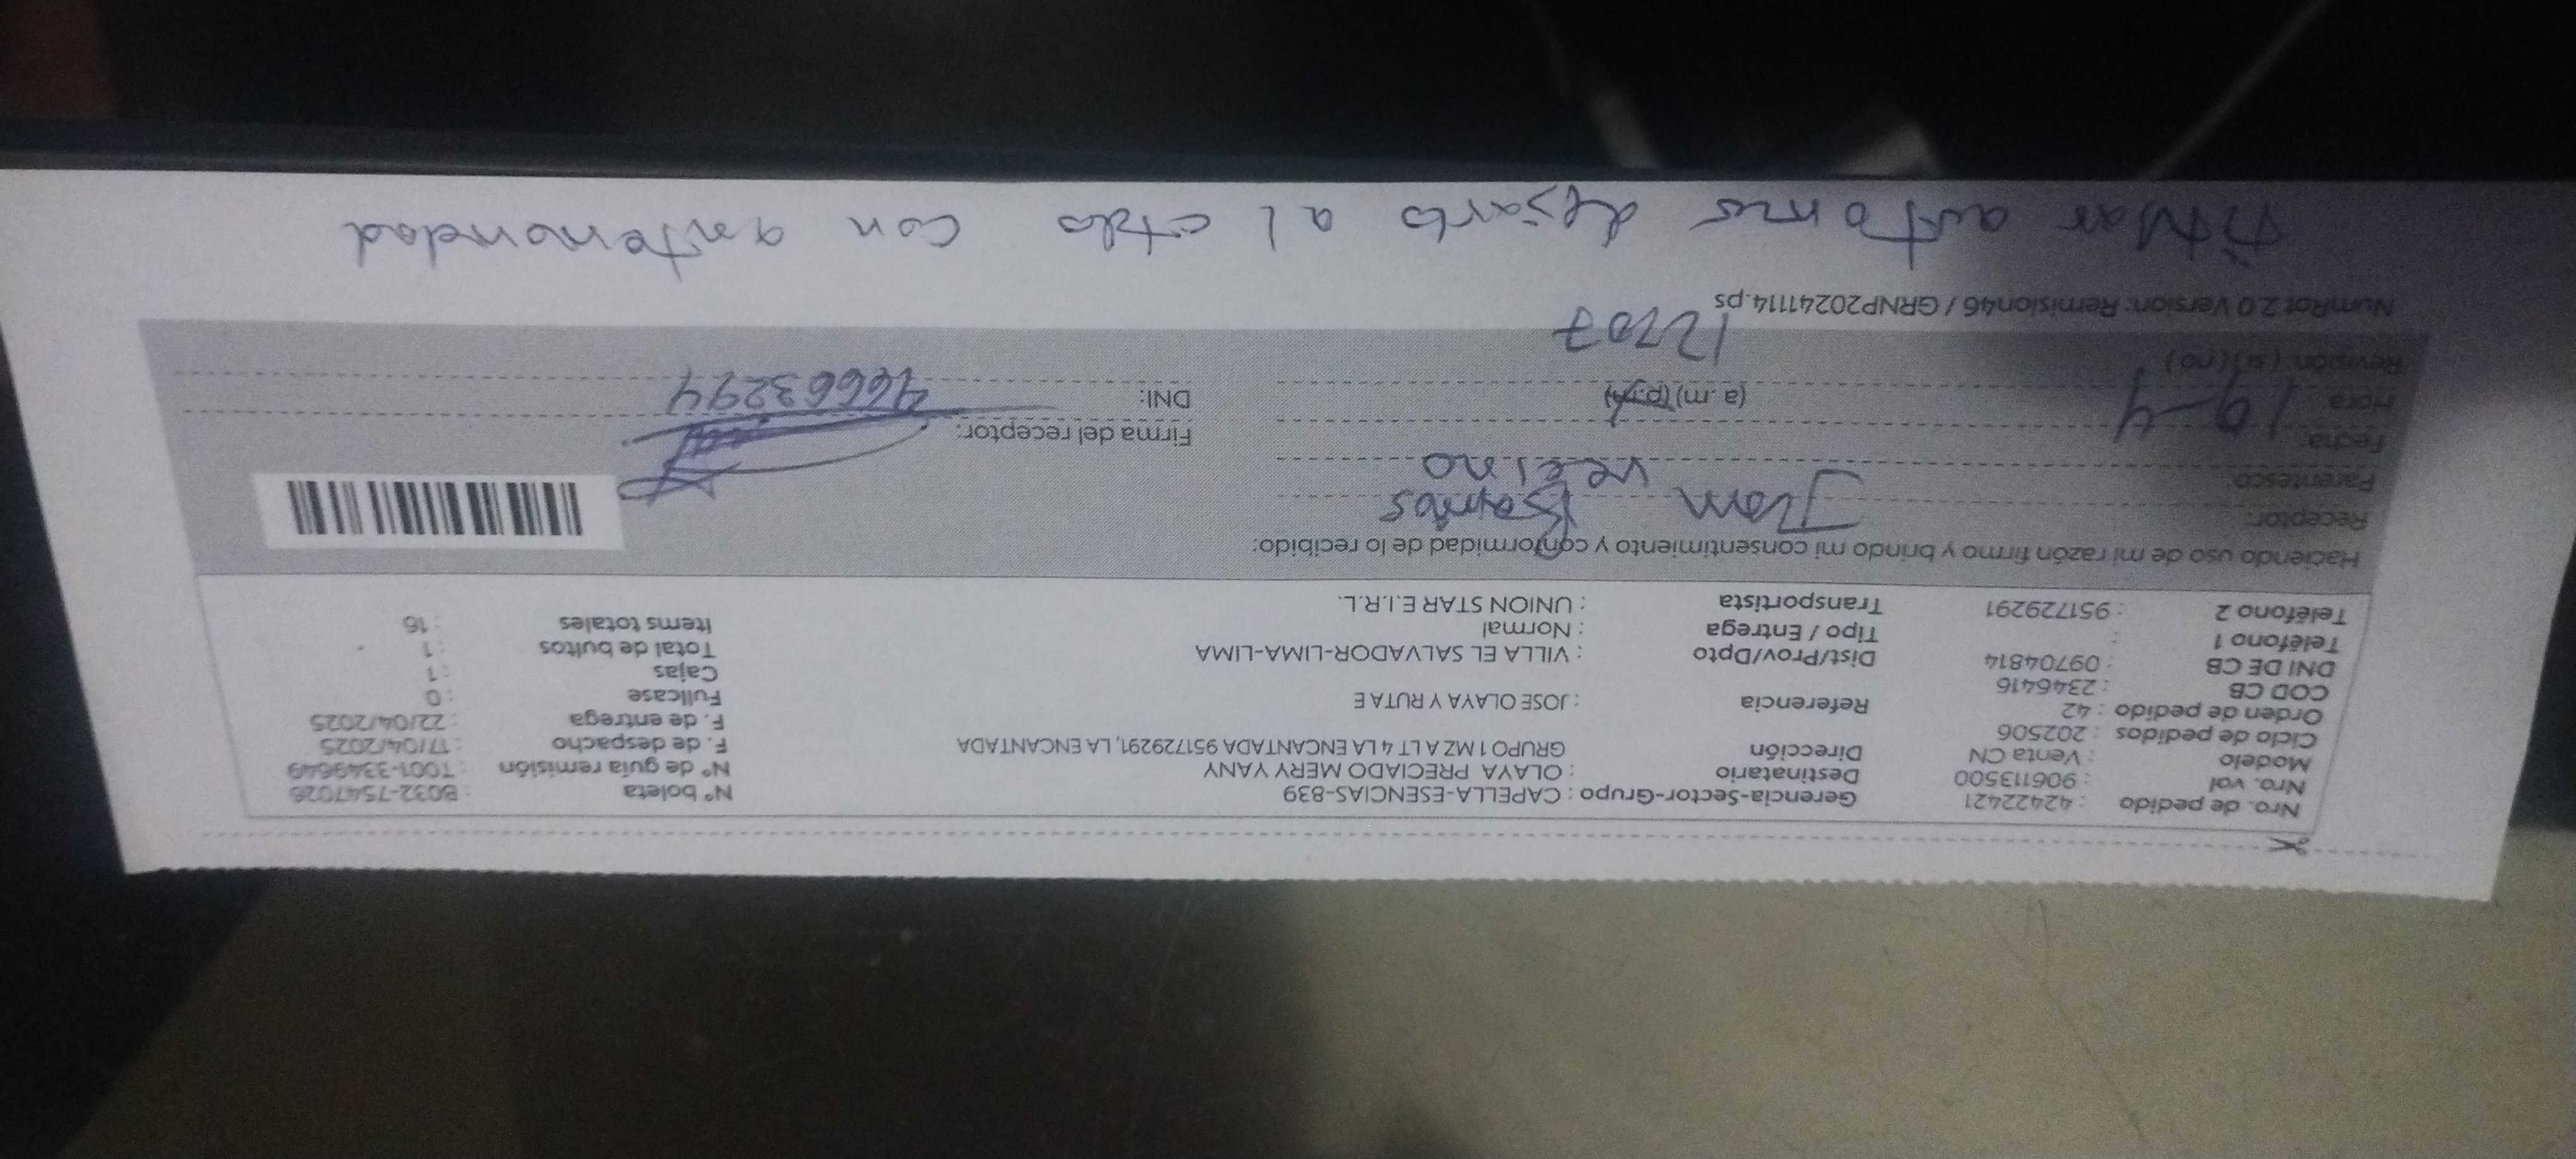 Nro. de pedido : 42422421 Gerencia-Sector-Grupo : CAPELLA-ESENCIAS-839 N° boleta : B032-7547026
Nro. val : 906113500 Destinatario : OLAYA PRECIADO MERY YANY N° de guía remisión : T001-3349649
Modelo : Venta CN Dirección GRUPO 1 MZ A LT 4 LA ENCANTADA 951729291, LA ENCANTADA F. de despacho : 17/04/2025
Ciclo de pedidos : 202506 F. de entrega : 22/04/2025
Orden de pedido : 42 Referencia : JOSE OLAYA Y RUTA E Fullcase : 0
COD CB : 2346416 Cajas : 1
DNI DE CB : 09704814 Dist/Prov/Dpto : VILLA EL SALVADOR-LIMA-LIMA Total de bultos : 1
Teléfono 1 : Tipo / Entrega : Normal Items totales : 16
Teléfono 2 : 951729291 Transportista : UNION STAR E.I.R.L.
Haciendo uso de mi razón firmo y brindo mi consentimiento y conformidad de lo recibido:
Receptor:
Parentesco: vecino
Fecha 19-4 Firma del receptor:
Hora (a.m) (p.m) DNI: 46663294
Revisión: (si) (no)
NumRot 2.0 Version: Remision46 / GRNP20241114.ps
al con